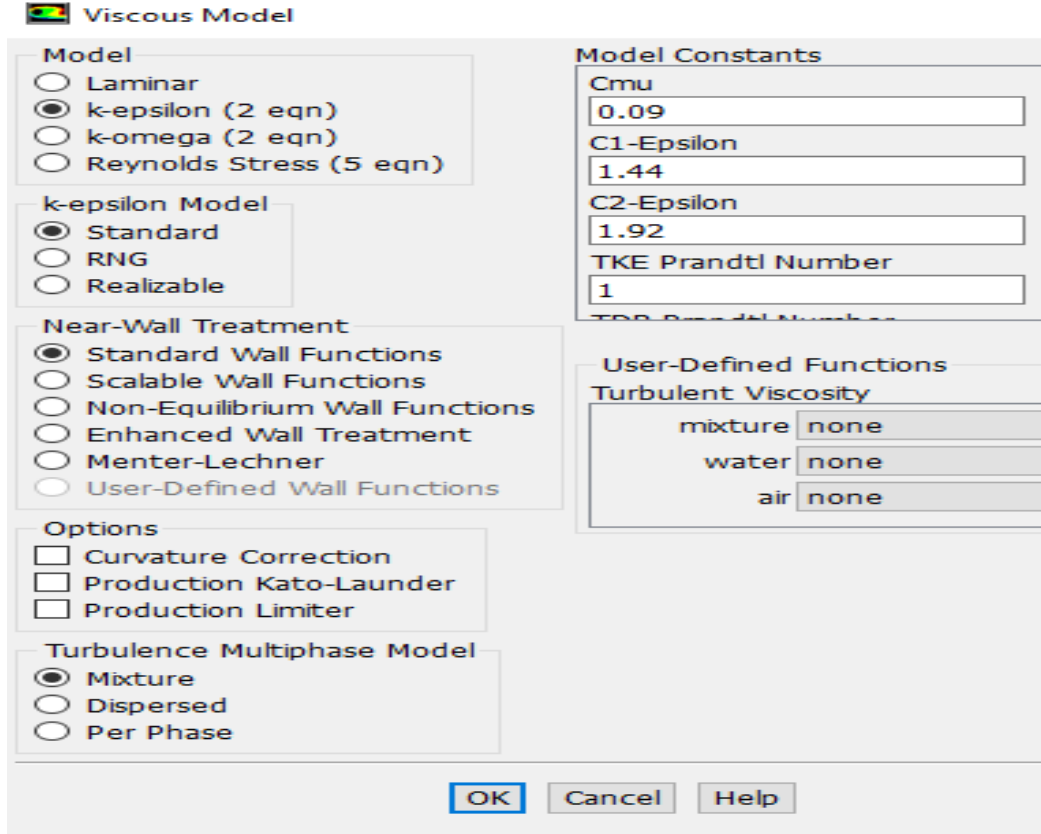 Viscous Model
Model
Laminar
k-epsilon (2 eqn)
k-omega (2 eqn)
Reynolds Stress (5 eqn)
k-epsilon Model
Standard
RNG
Realizable
Near-Wall Treatment
Standard Wall Functions
Scalable Wall Functions
Non-Equilibrium Wall Functions
Enhanced Wall Treatment
Menter-Lechner
User-Defined Wall Functions
Options
Curvature Correction
Production Kato-Launder
Production Limiter
Turbulence Multiphase Model
Mixture
Dispersed
Per Phase
Model Constants
Cmu
0.09
C1-Epsilon
1.44
C2-Epsilon
1.92
TKE Prandtl Number
1
TDR Prandtl Number
User-Defined Functions
Turbulent Viscosity
mixture none
water none
air none
OK Cancel Help